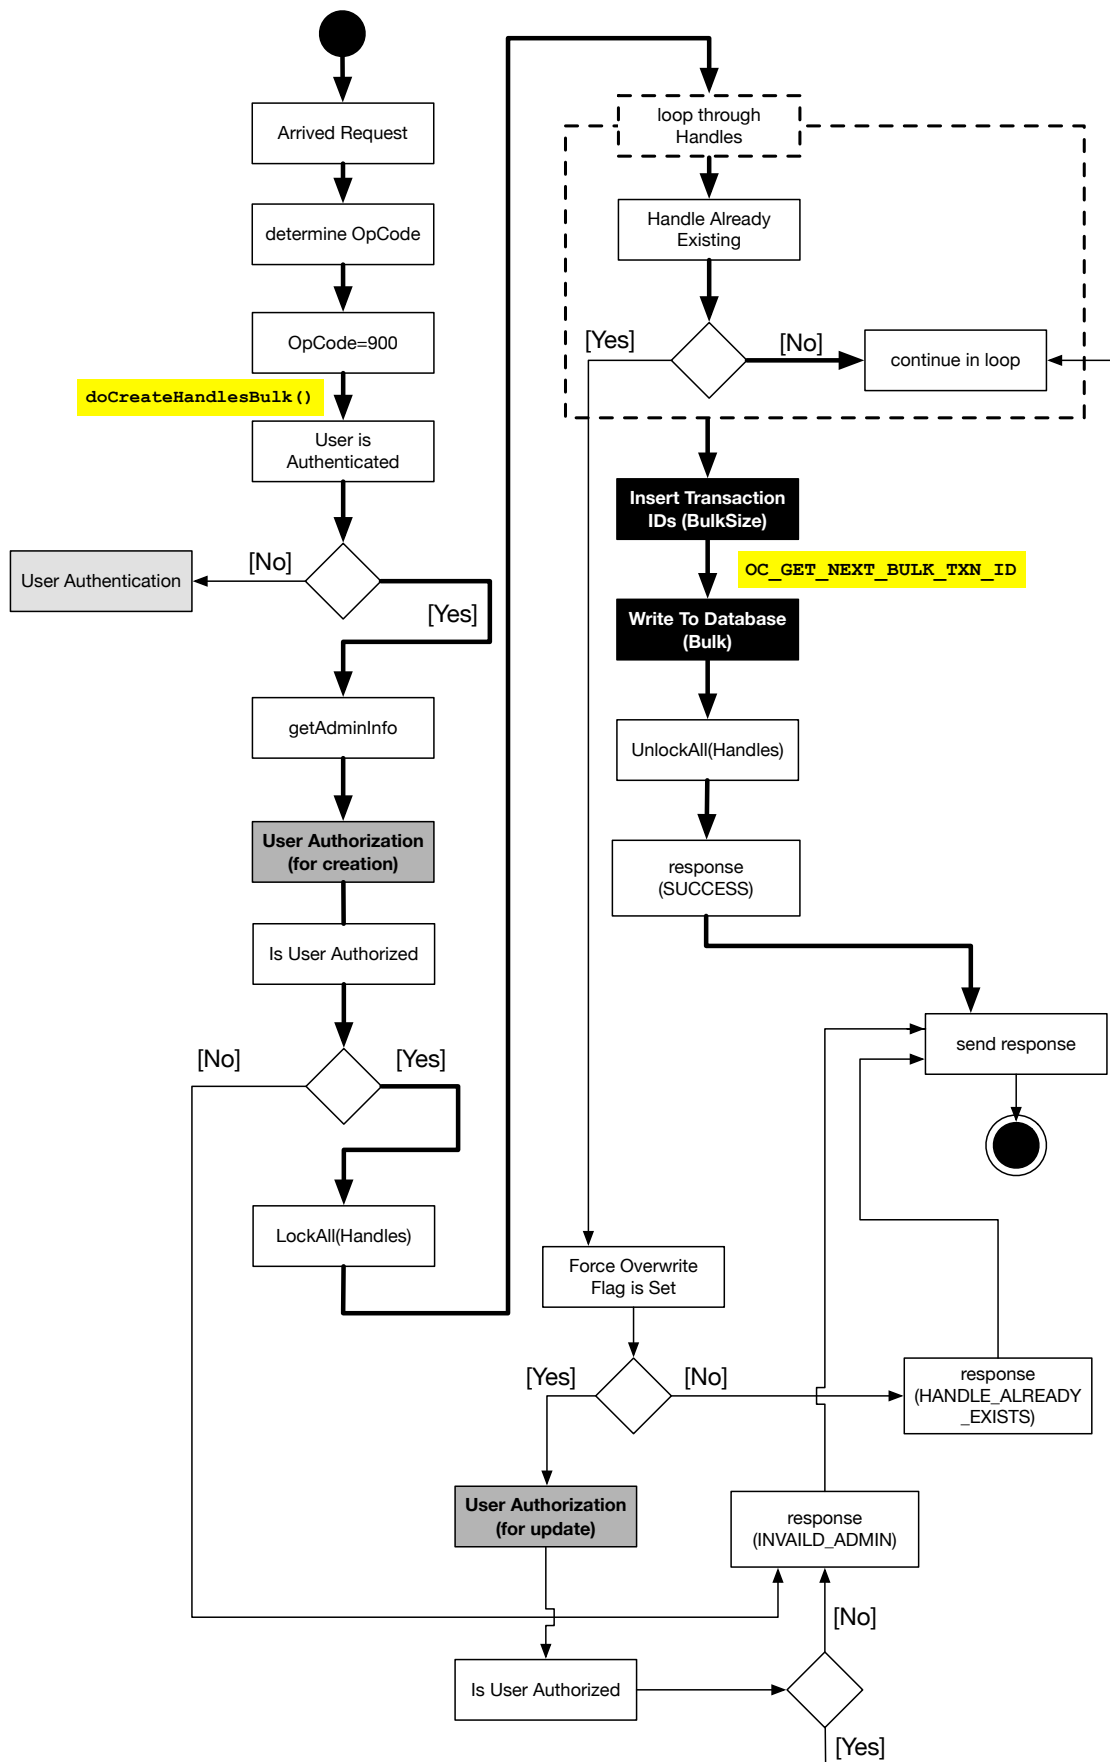 Arrived Request
determine OpCode
OpCode=900
doCreateHandlesBulk()
User is
Authenticated
[No]
User Authentication
[Yes]
getAdminInfo
User Authorization
(for creation)
Is User Authorized
[No]
[Yes]
LockAll(Handles)
loop through
Handles
Handle Already
Existing
[Yes]
[No]
continue in loop
Insert Transaction
IDs (BulkSize)
OC_GET_NEXT_BULK_TXN_ID
Write To Database
(Bulk)
UnlockAll(Handles)
response
(SUCCESS)
send response
Force Overwrite
Flag is Set
[Yes]
[No]
response
(HANDLE_ALREADY
_EXISTS)
User Authorization
(for update)
response
(INVAILD_ADMIN)
[No]
Is User Authorized
[Yes]